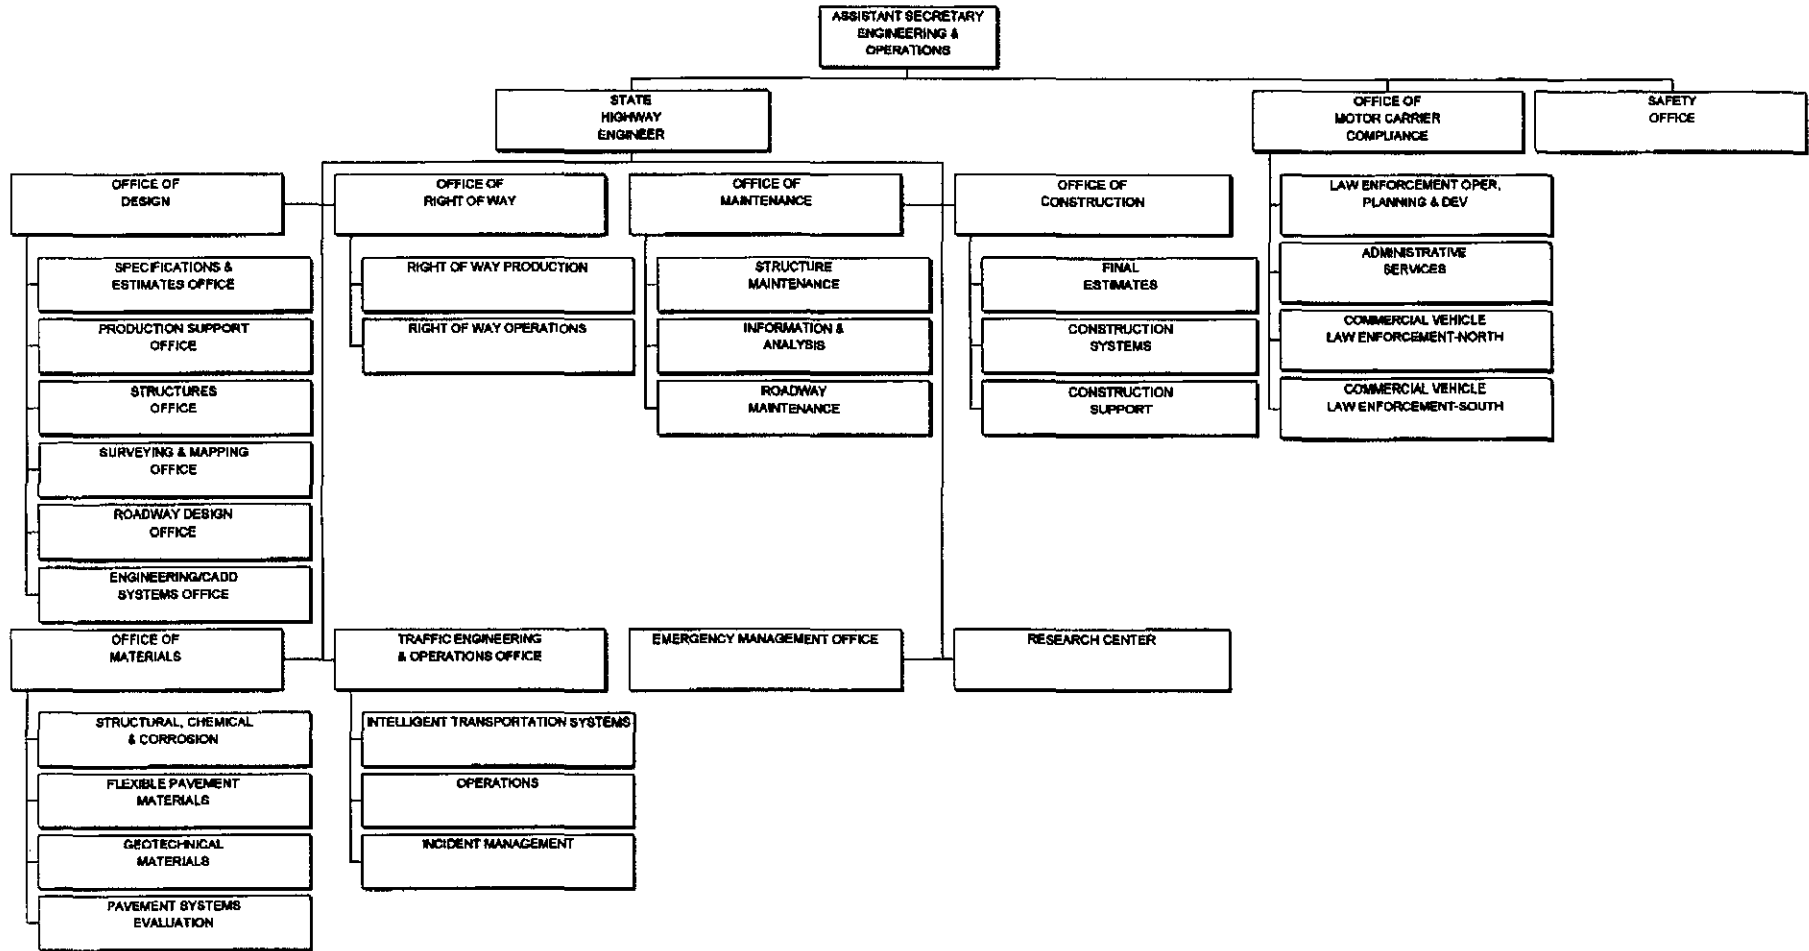 ASSISTANT SECRETARY
ENGINEERING &
OPERATIONS
STATE
HIGHWAY
ENGINEER
OFFICE OF
MOTOR CARRIER
COMPLIANCE
SAFETY
OFFICE
OFFICE OF
DESIGN
OFFICE OF
RIGHT OF WAY
OFFICE OF
MAINTENANCE
OFFICE OF
CONSTRUCTION
LAW ENFORCEMENT OPER,
PLANNING & DEV
ADMINISTRATIVE
SERVICES
COMMERCIAL VEHICLE
LAW ENFORCEMENT-NORTH
COMMERCIAL VEHICLE
LAW ENFORCEMENT-SOUTH
SPECIFICATIONS &
ESTIMATES OFFICE
PRODUCTION SUPPORT
OFFICE
STRUCTURES
OFFICE
SURVEYING & MAPPING
OFFICE
ROADWAY DESIGN
OFFICE
ENGINEERING/CADD
SYSTEMS OFFICE
RIGHT OF WAY PRODUCTION
RIGHT OF WAY OPERATIONS
STRUCTURE
MAINTENANCE
INFORMATION &
ANALYSIS
ROADWAY
MAINTENANCE
FINAL
ESTIMATES
CONSTRUCTION
SYSTEMS
CONSTRUCTION
SUPPORT
OFFICE OF
MATERIALS
TRAFFIC ENGINEERING
& OPERATIONS OFFICE
EMERGENCY MANAGEMENT OFFICE
RESEARCH CENTER
STRUCTURAL, CHEMICAL
& CORROSION
FLEXIBLE PAVEMENT
MATERIALS
GEOTECHNICAL
MATERIALS
PAVEMENT SYSTEMS
EVALUATION
INTELLIGENT TRANSPORTATION SYSTEMS
OPERATIONS
INCIDENT MANAGEMENT